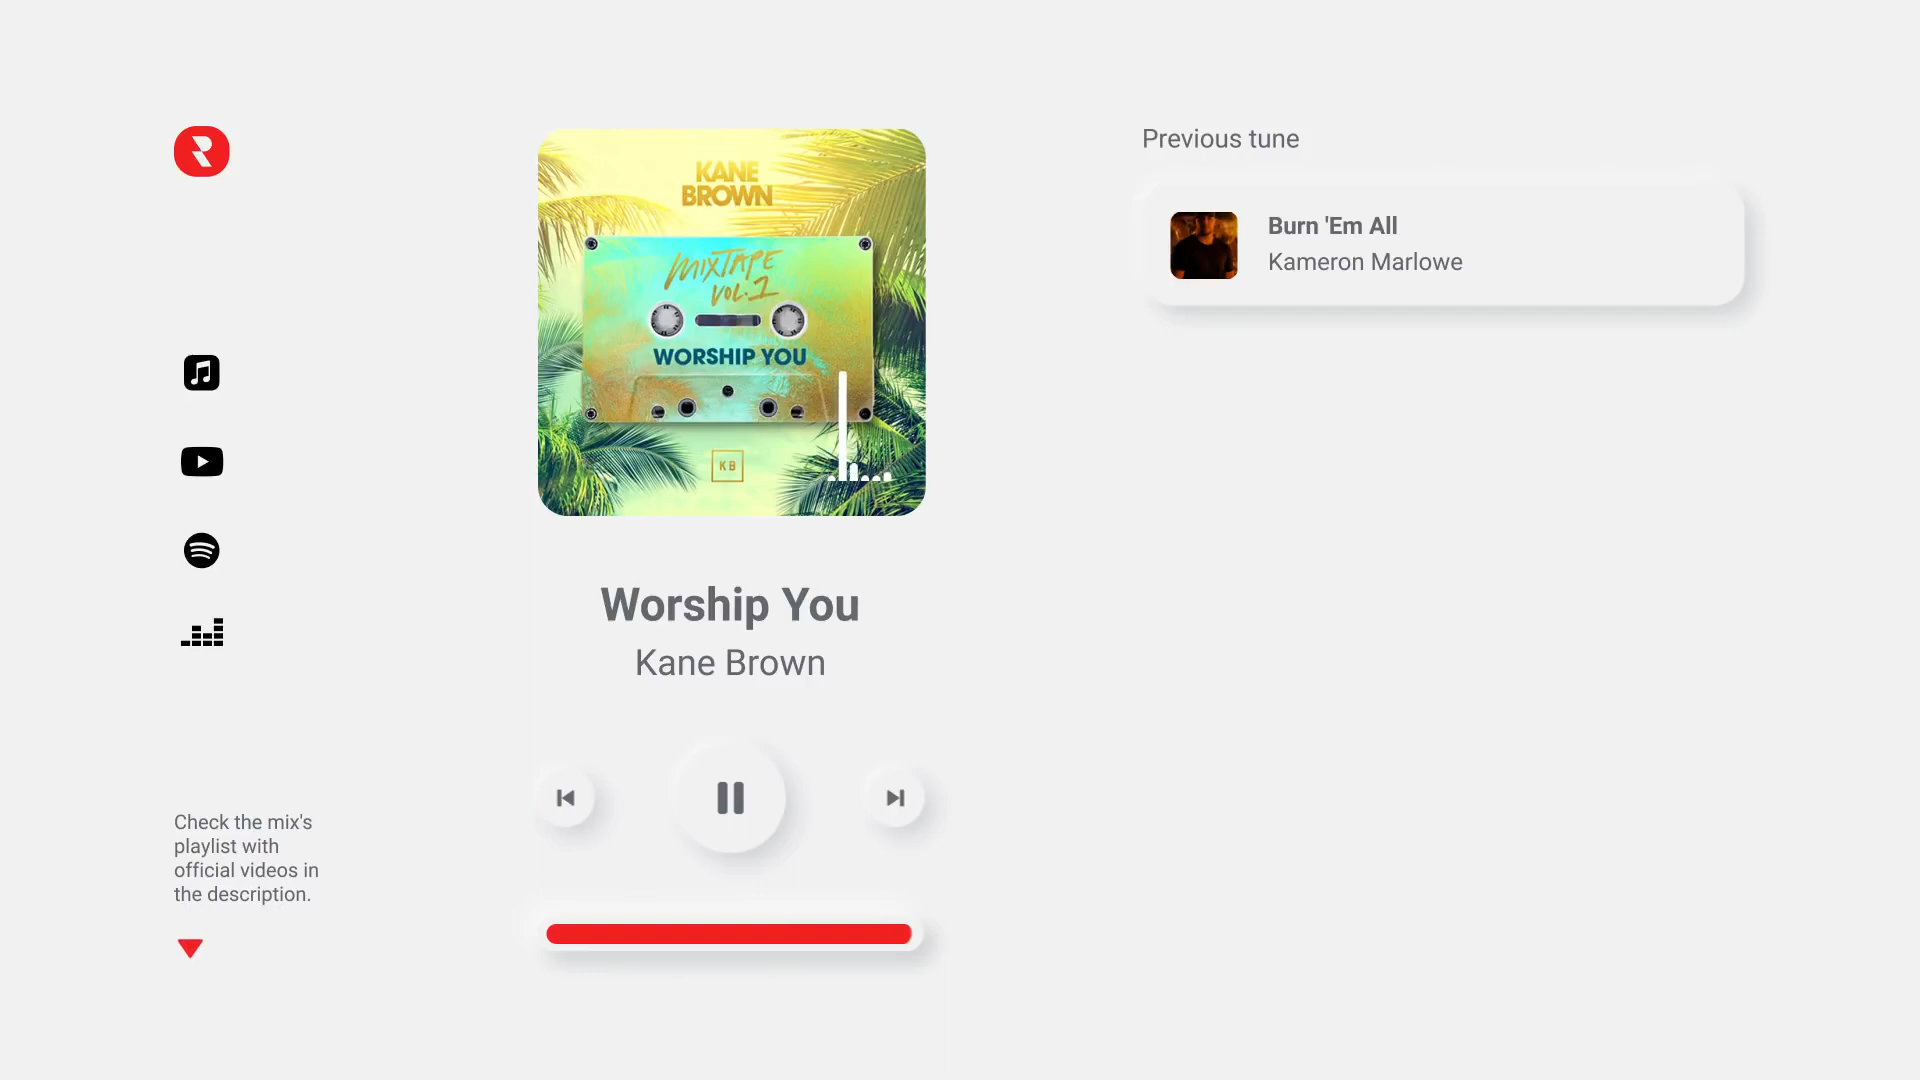 KANE
BROWN
MIXTAPE
VOL.1
WORSHIP YOU
KB
Worship You
Kane Brown
Previous tune
Burn 'Em All
Kameron Marlowe
Check the mix's
playlist with
official videos in
the description.